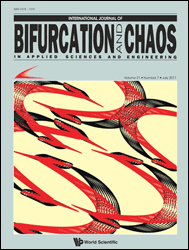 INTERNATIONAL JOURNAL OF
BIFURCATION AND CHAOS
IN APPLIED SCIENCES AND ENGINEERING
World Scientific